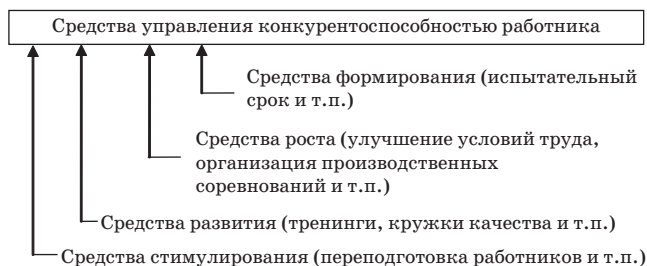 Средства управления конкурентоспособностью работника
Средства формирования (испытательный
срок и т.п.)
Средства роста (улучшение условий труда,
организация производственных
соревнований и т.п.)
Средства развития (тренинги, кружки качества и т.п.)
Средства стимулирования (переподготовка работников и т.п.)